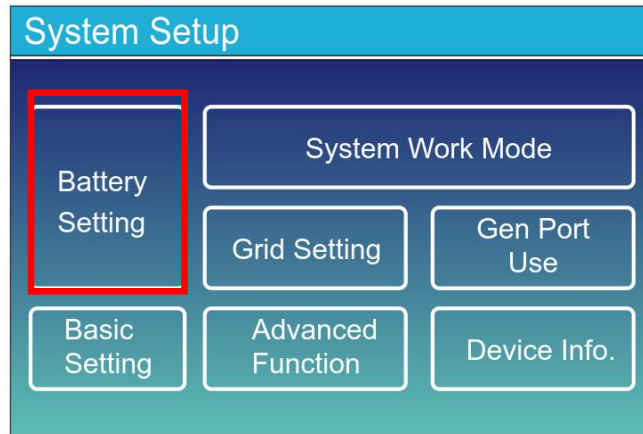 System Setup
Battery
Setting
System Work Mode
Grid Setting
Gen Port
Use
Basic
Setting
Advanced
Function
Device Info.